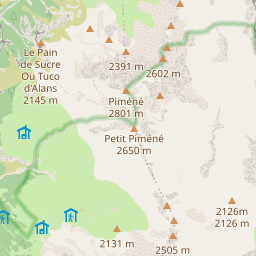 Le Pain
de Sucre
Ou Tuco
d'Alans
2145 m
2391 m
2602 m
Piméné
2801 m
Petit Piméné
2650 m
2126m
2126 m
2131 m
2505 m